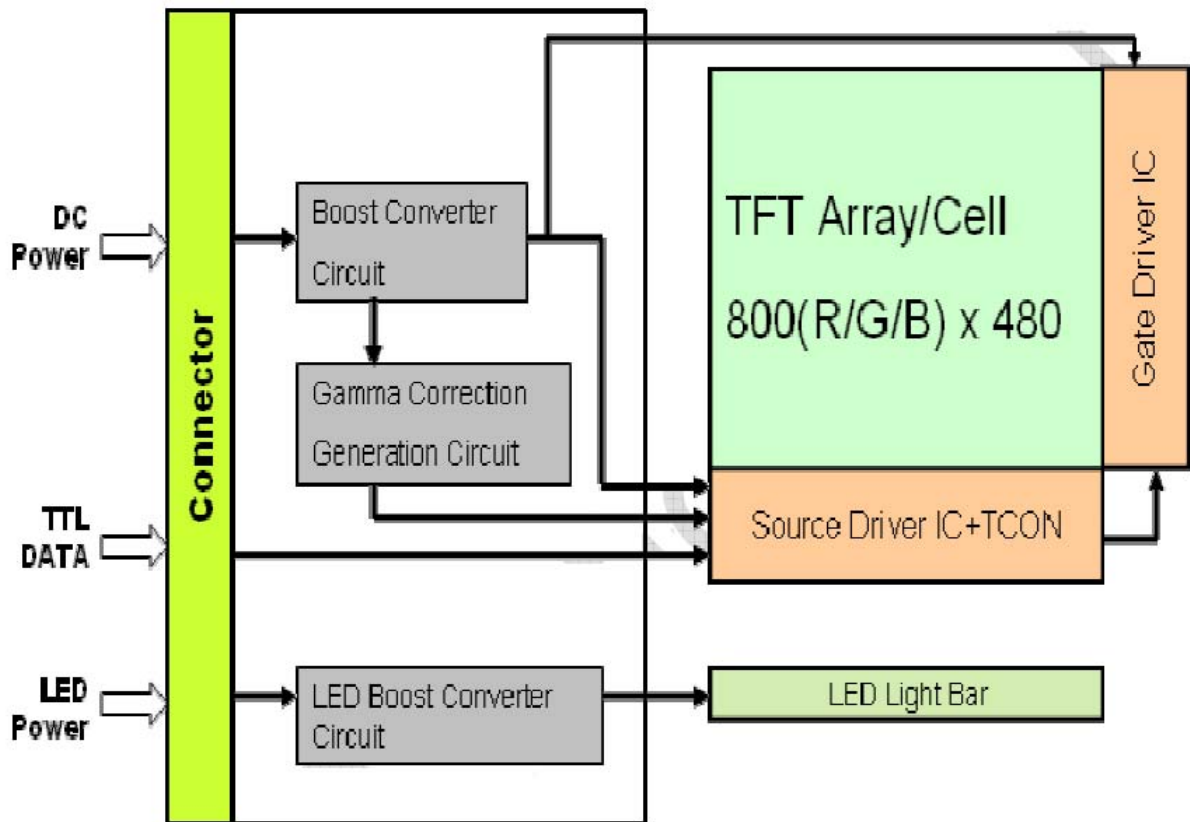 DC
Power
TTL
DATA
LED
Power
Connector
Boost Converter
Circuit
Gamma Correction
Generation Circuit
LED Boost Converter
Circuit
TFT Array/Cell
800(R/G/B) x 480
Gate Driver IC
Source Driver IC+TCON
LED Light Bar